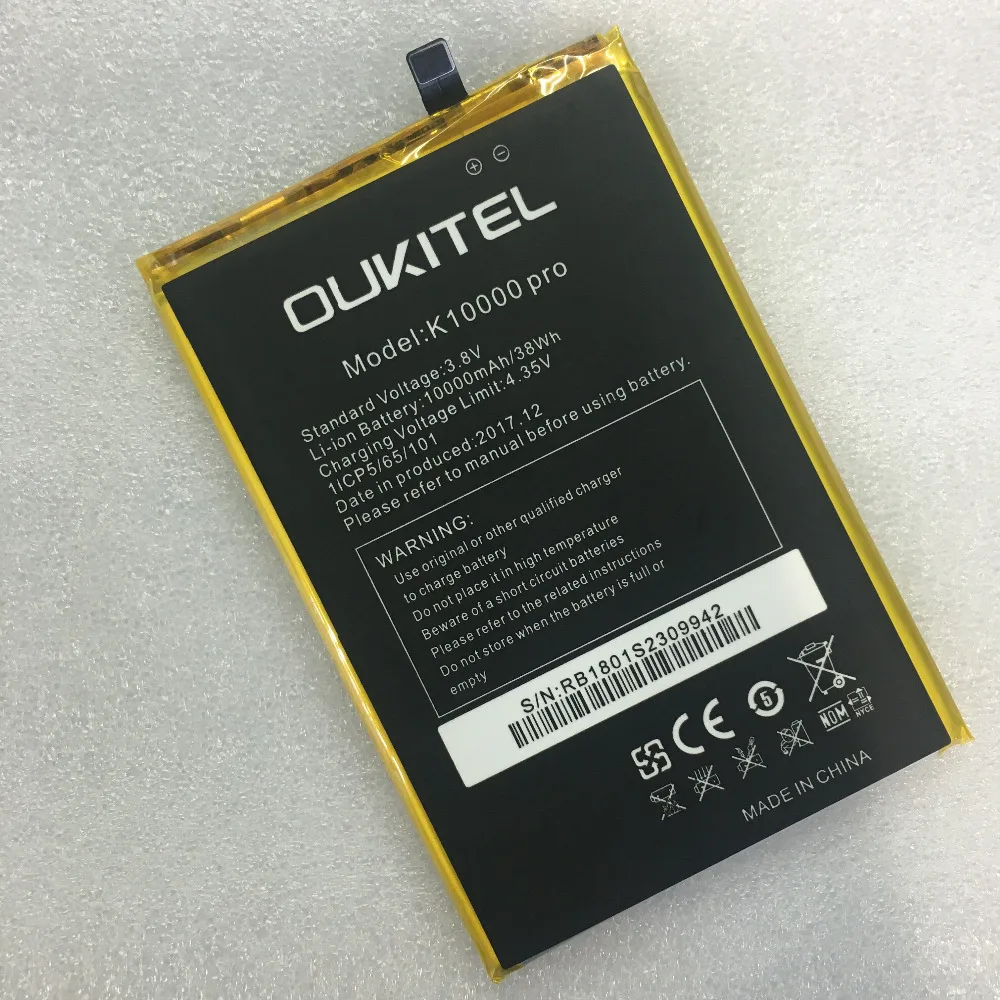 OUKITEL
Model:K10000 pro
Standard Voltage:3.8V
Li-ion Battery:10000mAh/38Wh
Charging Voltage Limit:4.35V
1ICP5/65/101
Date in produced:2017.12
Please refer to manual before using battery.
WARNING:
Use original or other qualified charger
to charge battery
Do not place it in high temperature
Beware of a short circuit batteries
Please refer to the related instructions
Do not store when the battery is full or
empty
S/N:RB1801S2309942
CE 5
NOM NYCE
MADE IN CHINA